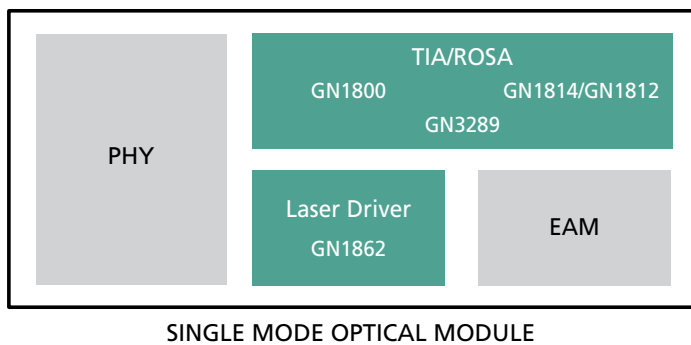 TIA/ROSA
GN1800 GN1814/GN1812
GN3289
PHY
Laser Driver
GN1862
EAM
SINGLE MODE OPTICAL MODULE